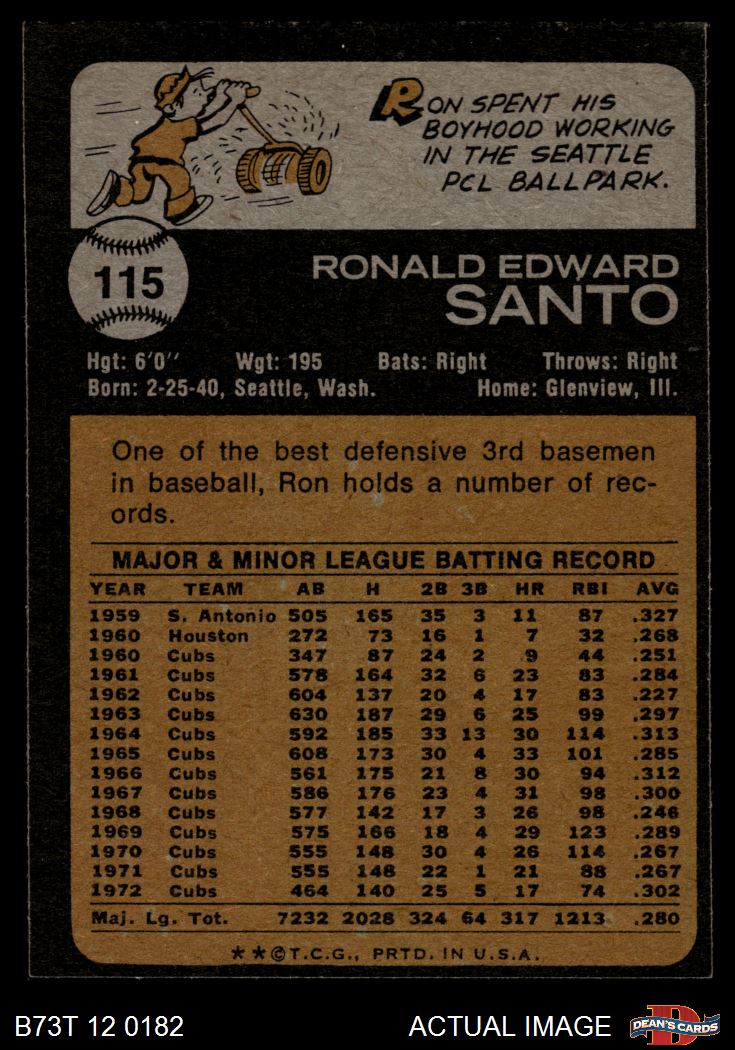 RON SPENT HIS
BOYHOOD WORKING
IN THE SEATTLE
PCL BALLPARK.
115
RONALD EDWARD
SANTO
Hgt: 6'0" Wgt: 195 Bats: Right Throws: Right
Born: 2-25-40, Seattle, Wash. Home: Glenview, Ill.
One of the best defensive 3rd basemen
in baseball, Ron holds a number of rec-
ords.
MAJOR & MINOR LEAGUE BATTING RECORD
YEAR TEAM AB H 2B 3B HR RBI AVG
1959 S. Antonio 505 165 35 3 11 87 .327
1960 Houston 272 73 16 1 7 32 .268
1960 Cubs 347 87 24 2 9 44 .251
1961 Cubs 578 164 32 6 23 83 .284
1962 Cubs 604 137 20 4 17 83 .227
1963 Cubs 630 187 29 6 25 99 .297
1964 Cubs 592 185 33 13 30 114 .313
1965 Cubs 608 173 30 4 33 101 .285
1966 Cubs 561 175 21 8 30 94 .312
1967 Cubs 586 176 23 4 31 98 .300
1968 Cubs 577 142 17 3 26 98 .246
1969 Cubs 575 166 18 4 29 123 .289
1970 Cubs 555 148 30 4 26 114 .267
1971 Cubs 555 148 22 1 21 88 .267
1972 Cubs 464 140 25 5 17 74 .302
Maj. Lg. Tot. 7232 2028 324 64 317 1213 .280
★★©T.C.G., PRTD. IN U.S.A.
B73T 12 0182 ACTUAL IMAGE D DEAN'S CARDS